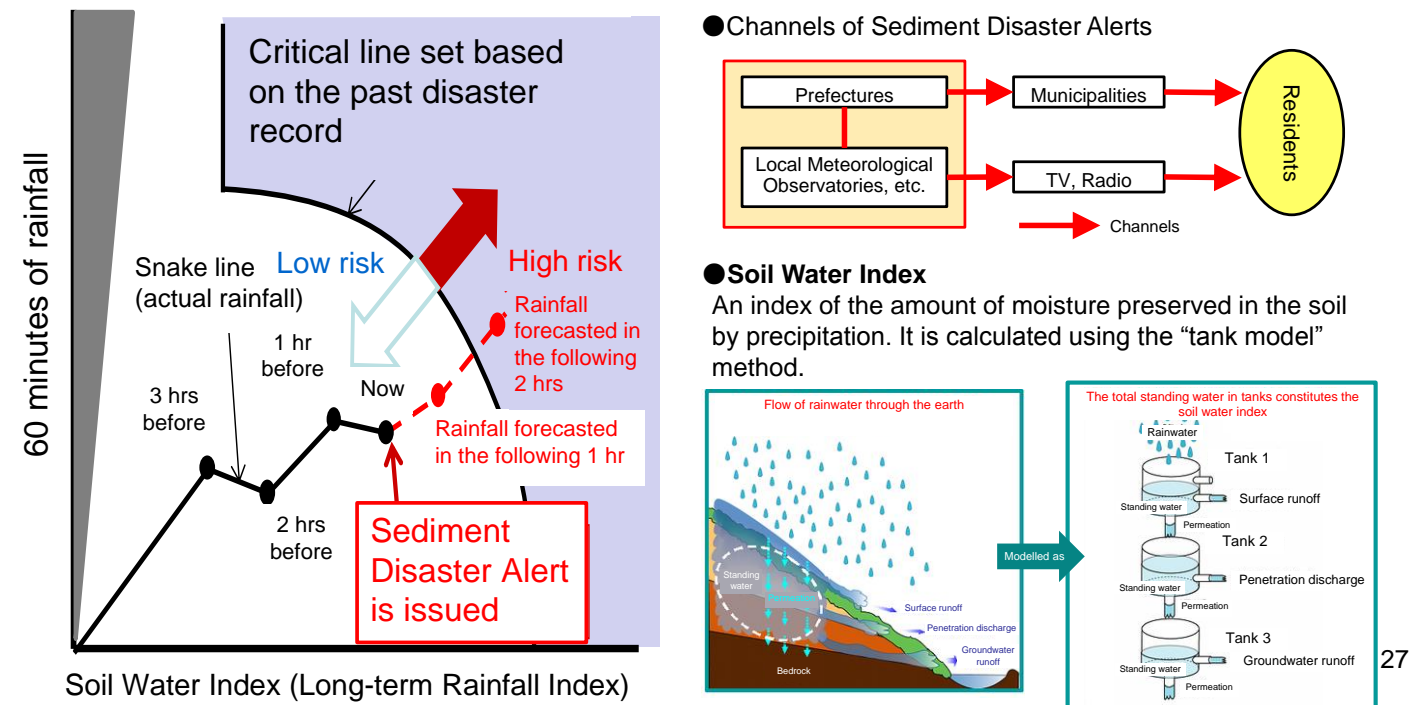 Critical line set based
on the past disaster
record
60 minutes of rainfall
Snake line
(actual rainfall)
Low risk
High risk
Rainfall
forecasted in
the following
2 hrs
1 hr
before
Now
3 hrs
before
Rainfall forecasted
in the following 1 hr
2 hrs
before
Sediment
Disaster Alert
is issued
Soil Water Index (Long-term Rainfall Index)
●Channels of Sediment Disaster Alerts
Prefectures
Municipalities
Local Meteorological
Observatories, etc.
TV, Radio
Residents
Channels
●Soil Water Index
An index of the amount of moisture preserved in the soil
by precipitation. It is calculated using the “tank model”
method.
Flow of rainwater through the earth
Standing
water
Permeation
Surface runoff
Penetration discharge
Groundwater
runoff
Bedrock
Modelled as
The total standing water in tanks constitutes the
soil water index
Rainwater
Tank 1
Surface runoff
Standing water
Permeation
Tank 2
Penetration discharge
Standing water
Permeation
Tank 3
Groundwater runoff
Standing water
Permeation
27